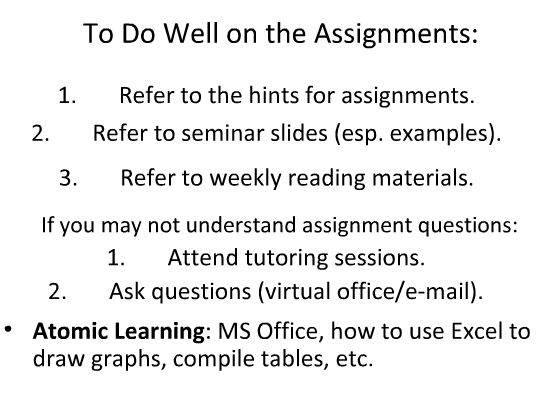 To Do Well on the Assignments:
1. Refer to the hints for assignments.
2. Refer to seminar slides (esp. examples).
3. Refer to weekly reading materials.
If you may not understand assignment questions:
1. Attend tutoring sessions.
2. Ask questions (virtual office/e-mail).
• Atomic Learning: MS Office, how to use Excel to
draw graphs, compile tables, etc.